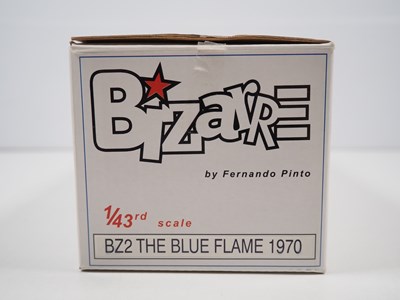 BizarrE
by Fernando Pinto
1/43rd scale
BZ2 THE BLUE FLAME 1970